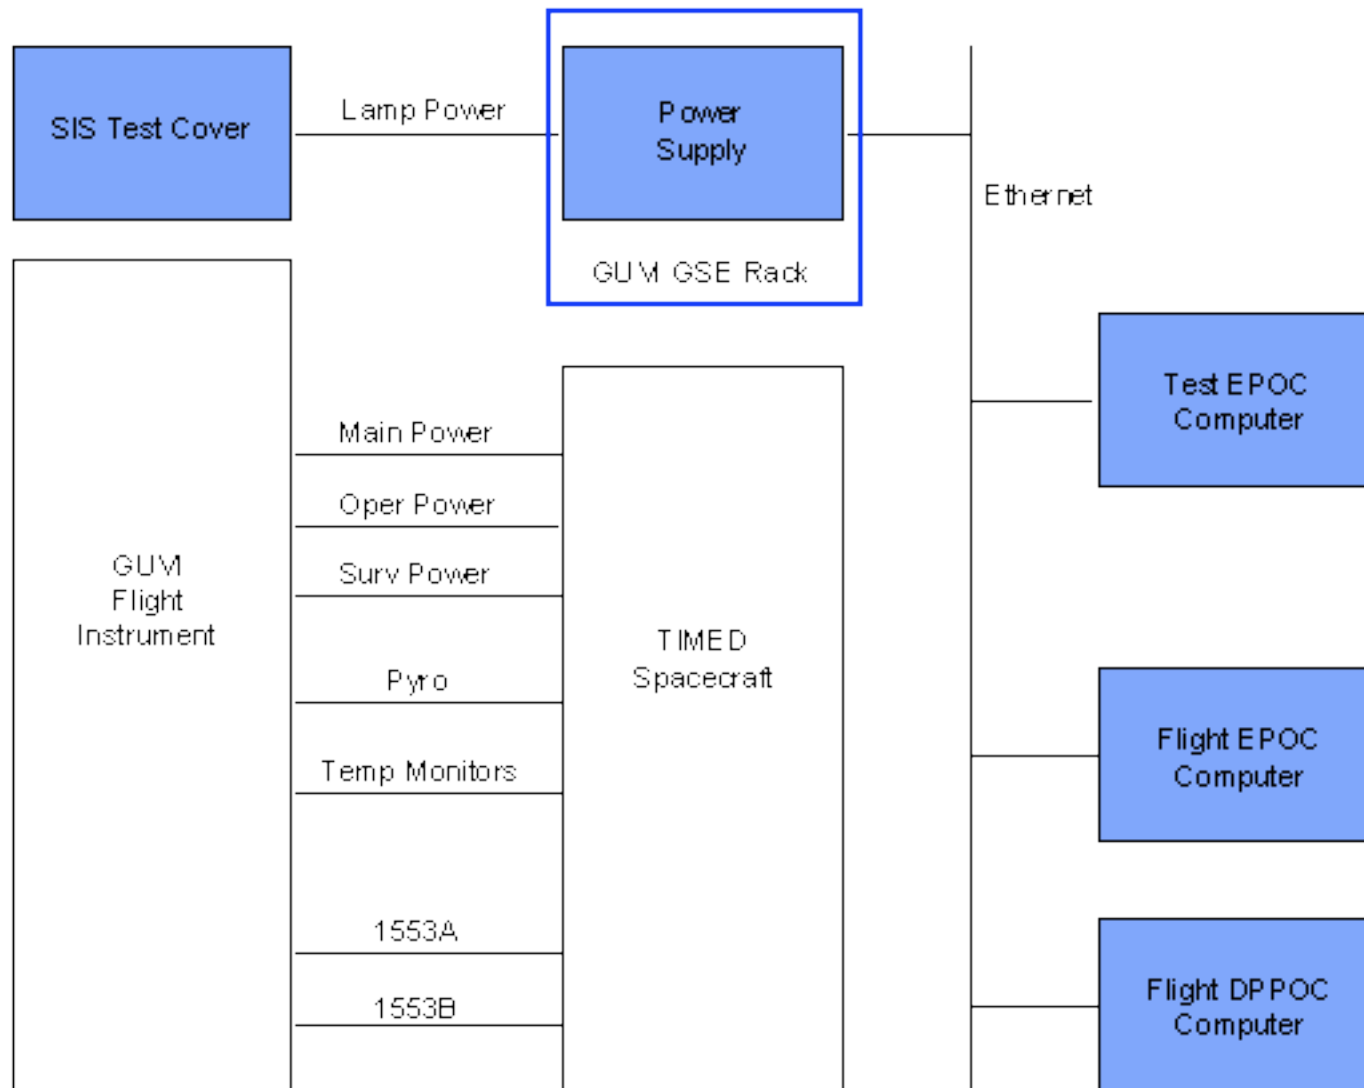 SIS Test Cover
Lamp Power
Power
Supply
Ethernet
GUVI GSE Rack
Test EPOC
Computer
Main Power
Oper Power
Surv Power
GUVI
Flight
Instrument
TIMED
Spacecraft
Pyro
Temp Monitors
Flight EPOC
Computer
1553A
1553B
Flight DPPOC
Computer